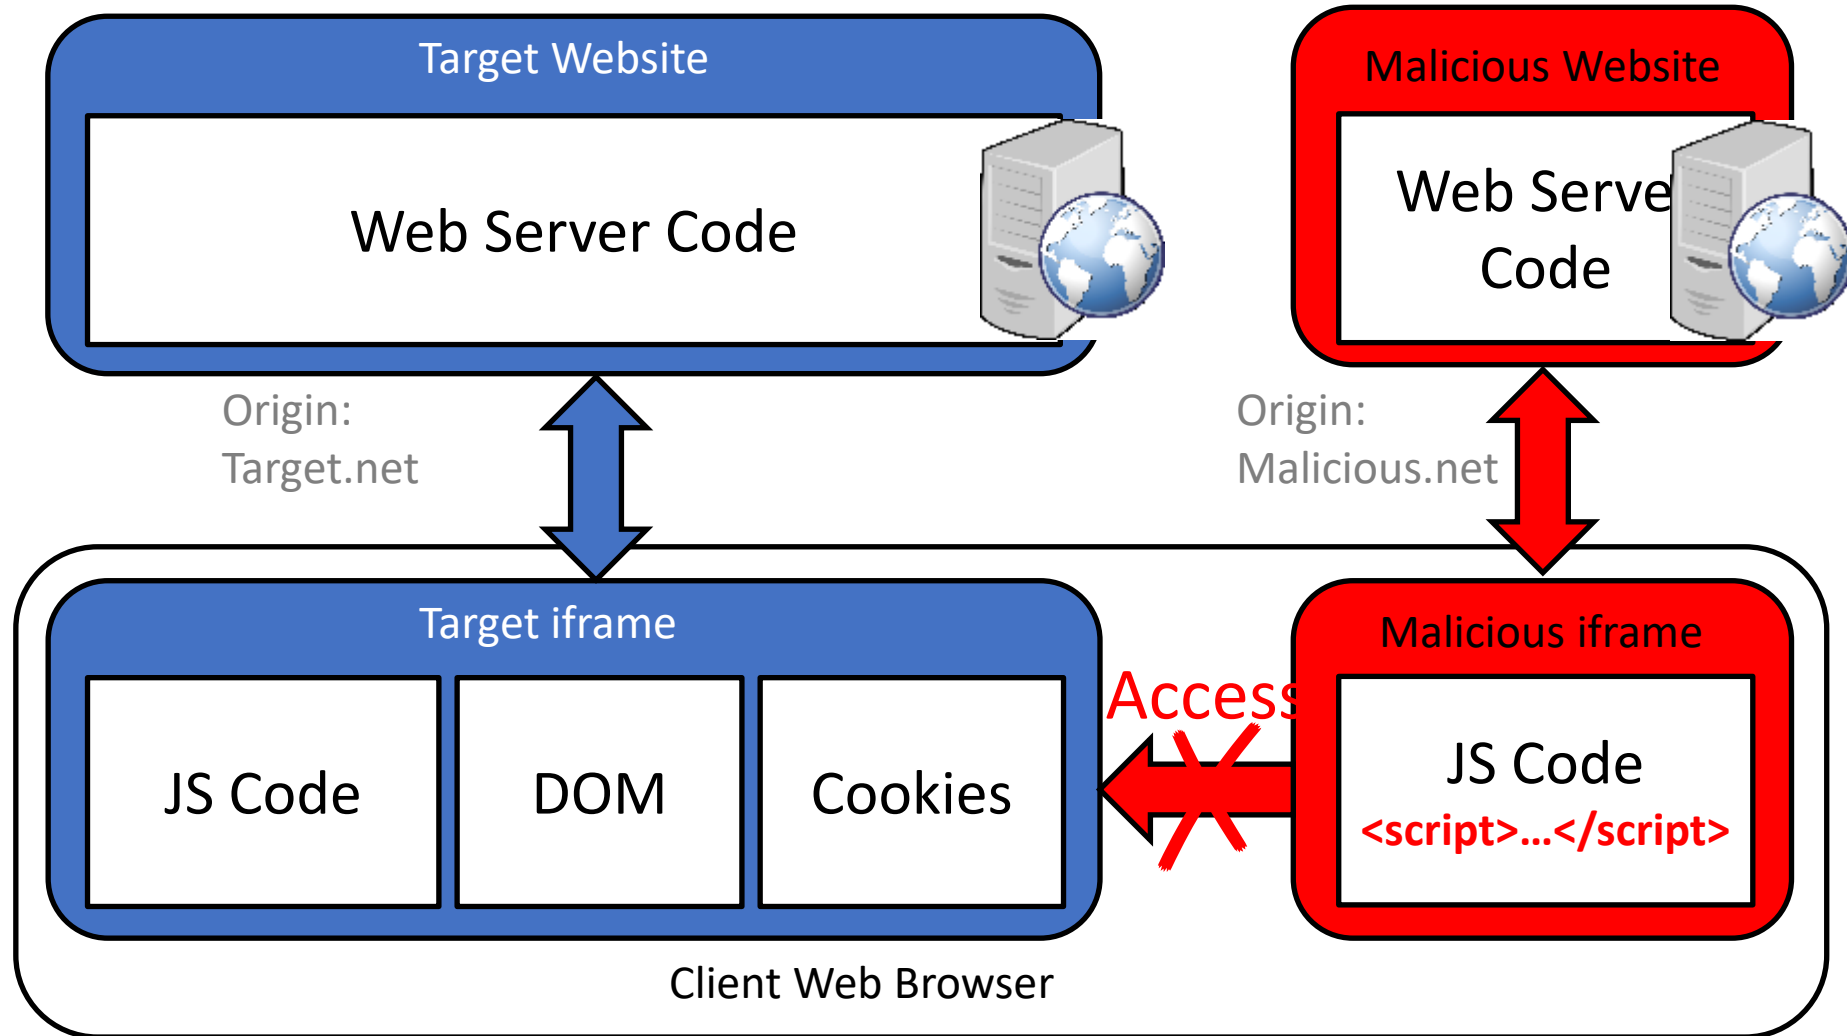 Target Website
Web Server Code
Malicious Website
Web Serve
Code
Origin:
Target.net
Origin:
Malicious.net
Target iframe
JS Code
DOM
Cookies
Access
Malicious iframe
JS Code
<script>...</script>
Client Web Browser